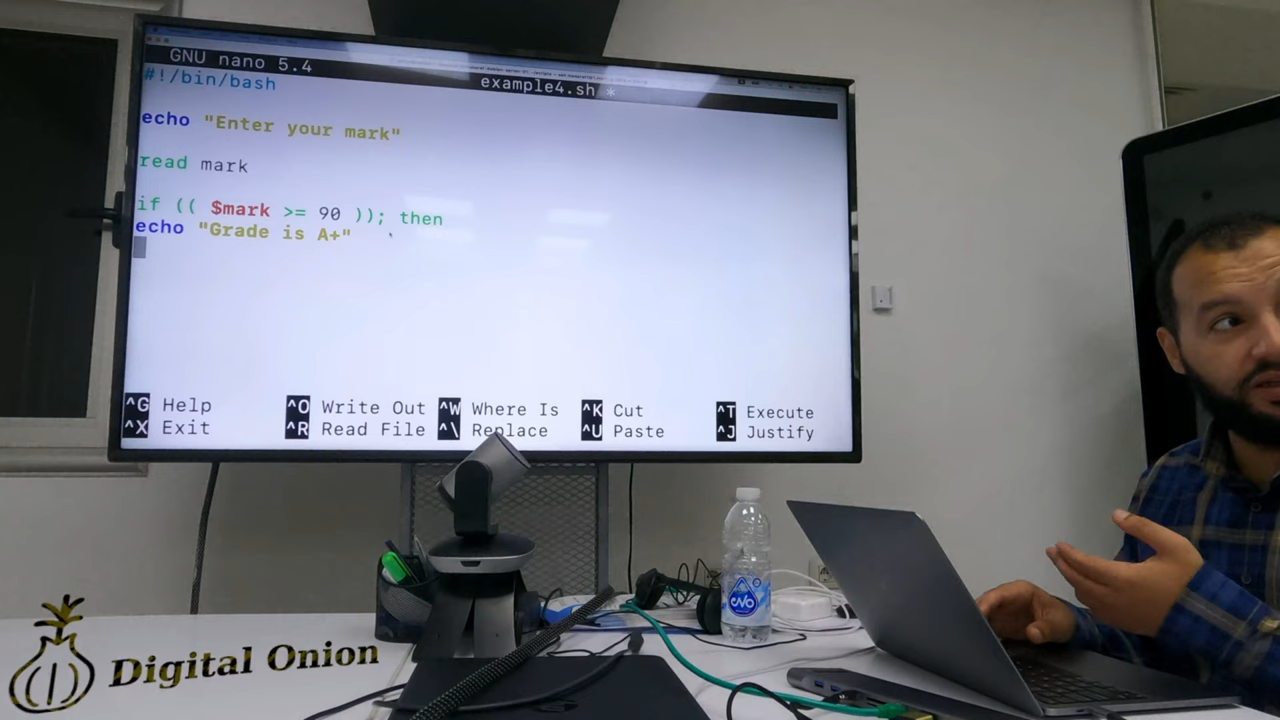 GNU nano 5.4
example4.sh *
#!/bin/bash
echo "Enter your mark"
read mark
if (( $mark >= 90 )); then
echo "Grade is A+"
^G Help
^O Write Out
^W Where Is
^K Cut
^T Execute
^X Exit
^R Read File
^\ Replace
^U Paste
^J Justify
Digital Onion